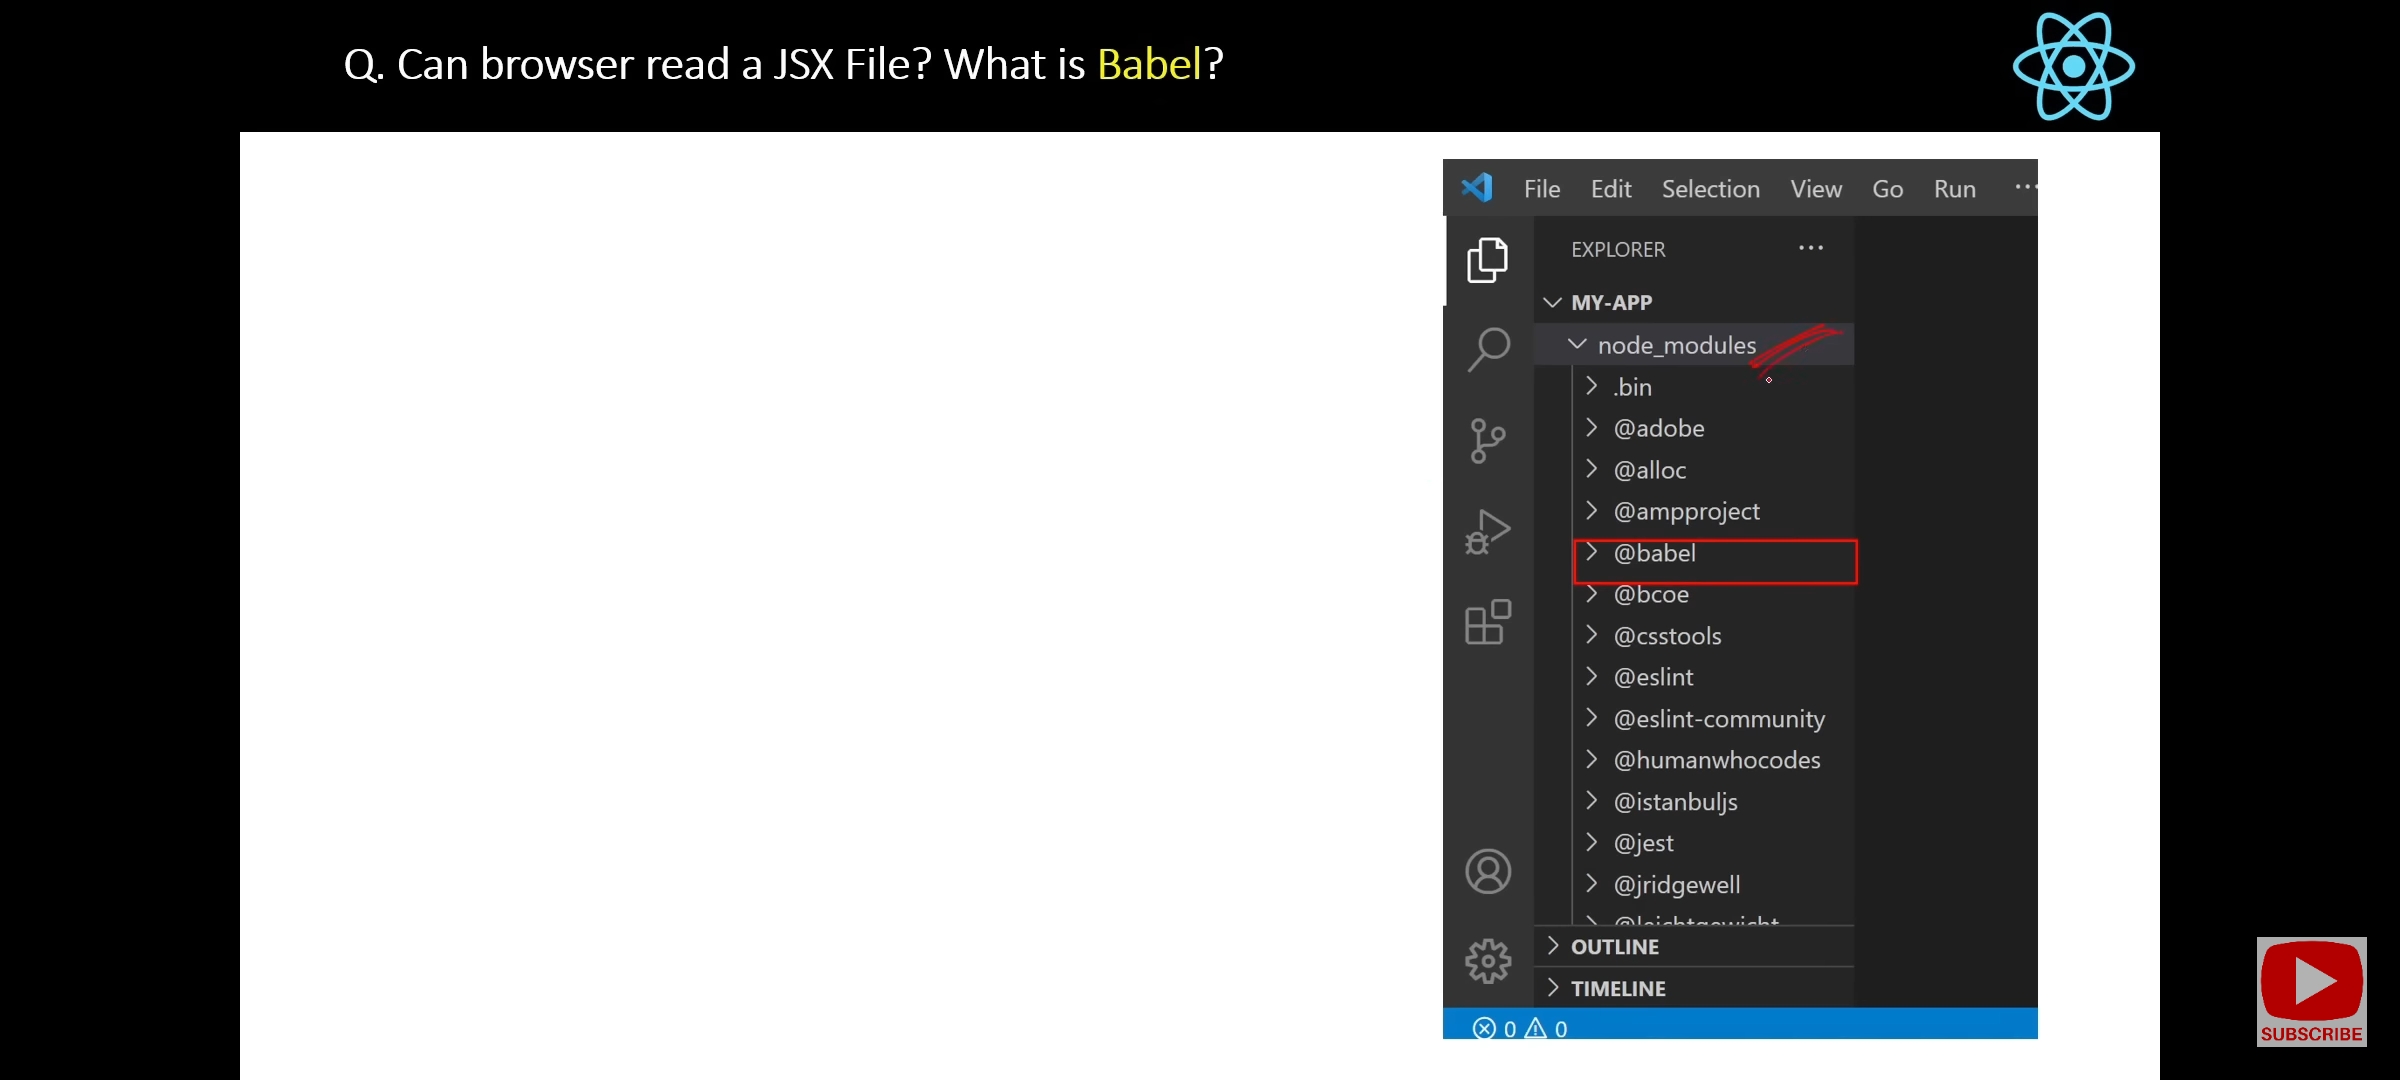 Q. Can browser read a JSX File? What is Babel?
File Edit Selection View Go Run ...
EXPLORER ...
MY-APP
node_modules
.bin
@adobe
@alloc
@ampproject
@babel
@bcoe
@csstools
@eslint
@eslint-community
@humanwhocodes
@istanbuljs
@jest
@jridgewell
@leichtgewicht
OUTLINE
TIMELINE
0 0
SUBSCRIBE